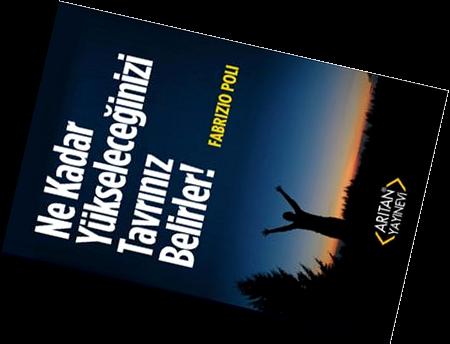 Ne Kadar
Yükseleceğinizi
Tavrınız
Belirler!
FABRIZIO POLI
ARITAN
YAYINEVİ